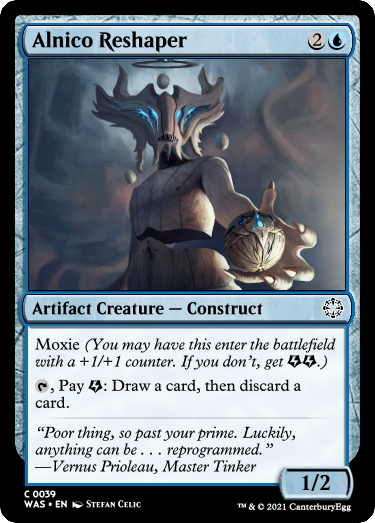 Alnico Reshaper 2
Artifact Creature — Construct
Moxie (You may have this enter the battlefield
with a +1/+1 counter. If you don't, get .)
, Pay : Draw a card, then discard a
card.
“Poor thing, so past your prime. Luckily,
anything can be . . . reprogrammed.”
—Vernus Prioleau, Master Tinker
1/2
C 0039
WAS • EN Stefan Celic
™ & © 2021 CanterburyEgg